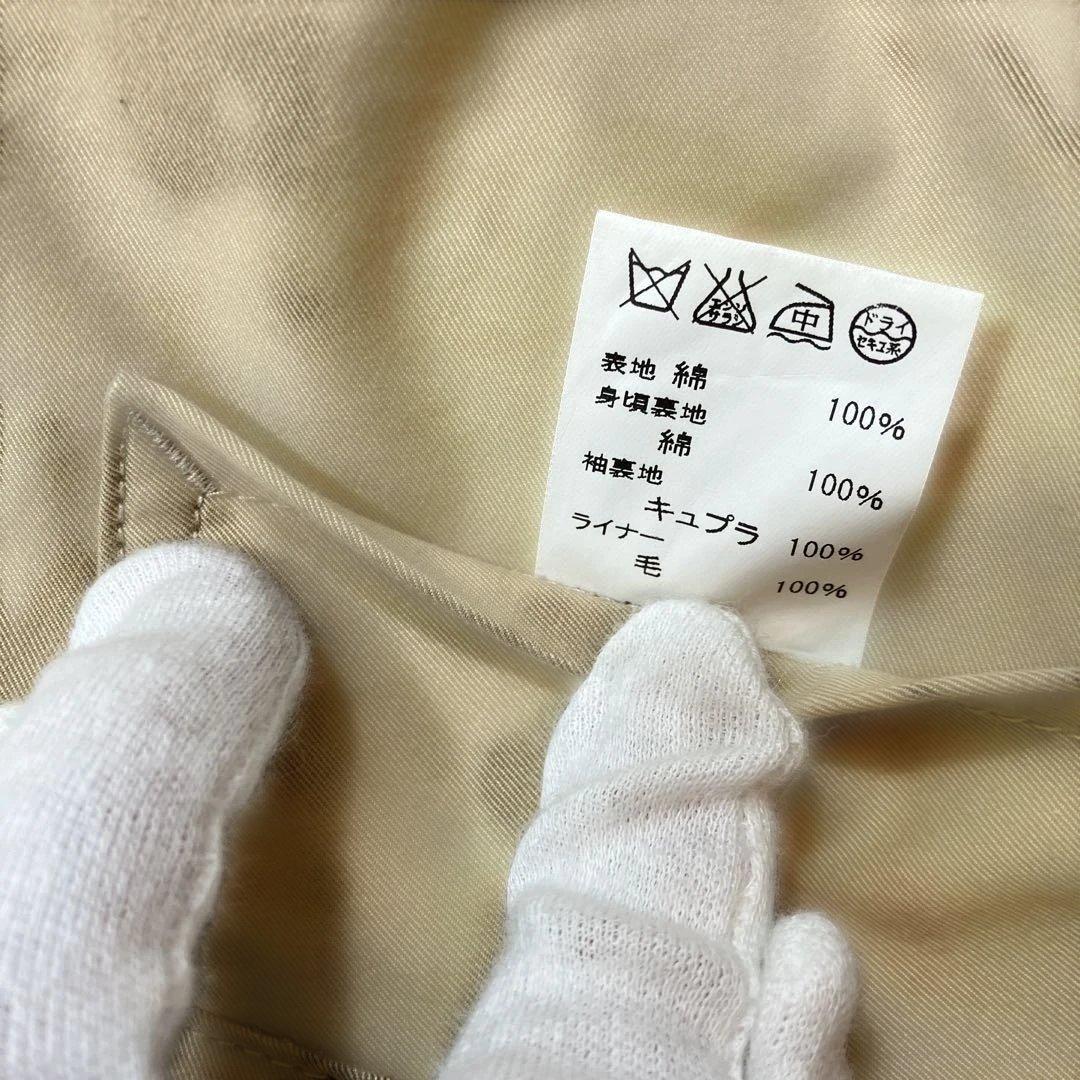 エンソ
サラシ
中
ドライ
セキユ系
表地 綿 100%
身頃裏地
綿 100%
袖裏地
キュプラ 100%
ライナー
毛 100%